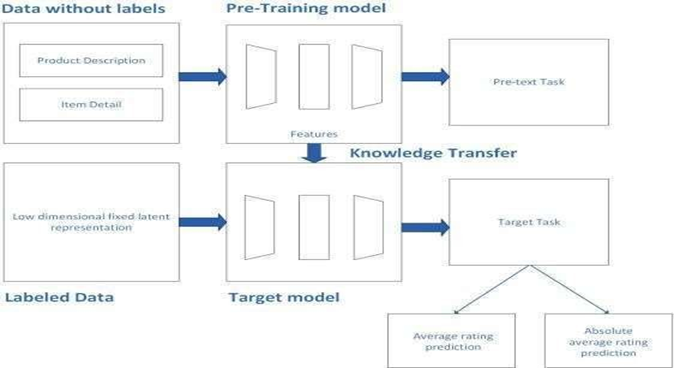 Data without labels
Pre-Training model
Product Description
Item Detail
Pre-text Task
Features
Knowledge Transfer
Low dimensional fixed latent
representation
Target Task
Labeled Data
Target model
Average rating
prediction
Absolute
average rating
prediction